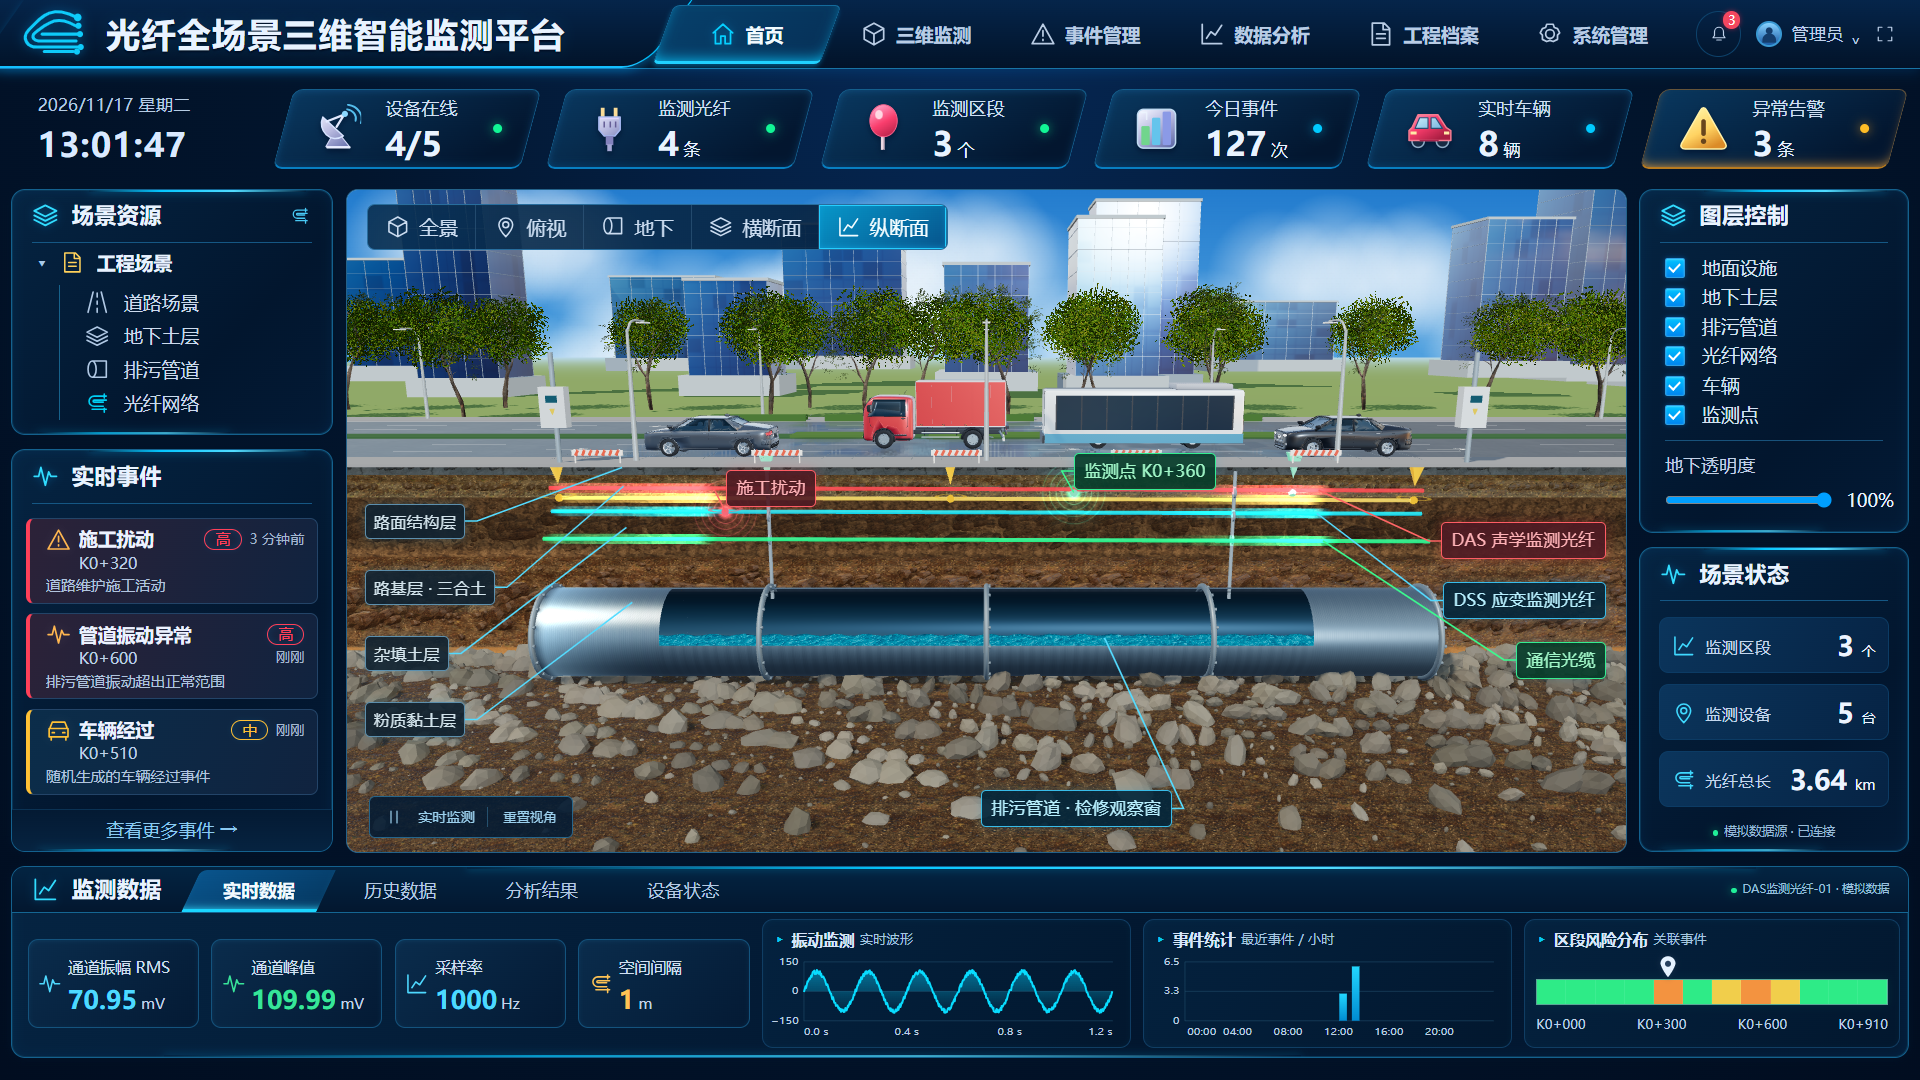 光纤全场景三维智能监测平台
首页
三维监测
事件管理
数据分析
工程档案
系统管理
3
管理员
2026/11/17 星期二
13:01:47
设备在线
4/5
监测光纤
4 条
监测区段
3 个
今日事件
127 次
实时车辆
8 辆
异常告警
3 条
场景资源
工程场景
道路场景
地下土层
排污管道
光纤网络
实时事件
施工扰动 高 3 分钟前
K0+320
道路维护施工活动
管道振动异常 高
K0+600 刚刚
排污管道振动超出正常范围
车辆经过 中 刚刚
K0+510
随机生成的车辆经过事件
查看更多事件 →
全景
俯视
地下
横断面
纵断面
施工扰动
监测点 K0+360
路面结构层
路基层 · 三合土
杂填土层
粉质黏土层
DAS 声学监测光纤
DSS 应变监测光纤
通信光缆
排污管道 · 检修观察窗
实时监测
重置视角
图层控制
地面设施
地下土层
排污管道
光纤网络
车辆
监测点
地下透明度
100%
场景状态
监测区段 3 个
监测设备 5 台
光纤总长 3.64 km
模拟数据源 · 已连接
监测数据
实时数据
历史数据
分析结果
设备状态
DAS监测光纤-01 · 模拟数据
通道振幅 RMS
70.95 mV
通道峰值
109.99 mV
采样率
1000 Hz
空间间隔
1 m
振动监测 实时波形
150
0
−150
0.0 s
0.4 s
0.8 s
1.2 s
事件统计 最近事件 / 小时
6.5
3.3
0
00:00
04:00
08:00
12:00
16:00
20:00
区段风险分布 关联事件
K0+000
K0+300
K0+600
K0+910